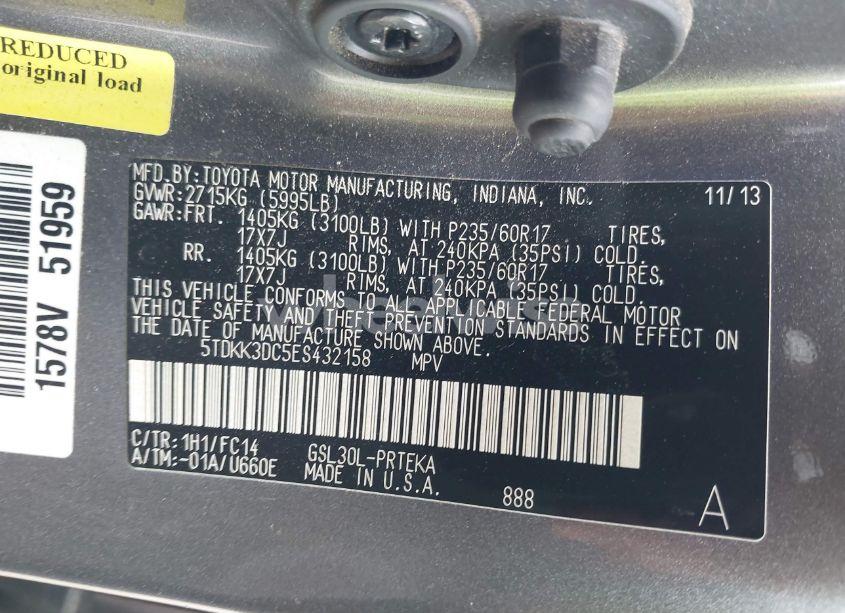 REDUCED
original load
1578V 51959
MFD.BY:TOYOTA MOTOR MANUFACTURING, INDIANA, INC. 11/13
GVWR:2715KG (5995LB)
GAWR:FRT. 1405KG (3100LB) WITH P235/60R17 TIRES,
17X7J RIMS, AT 240KPA (35PSI) COLD.
RR. 1405KG (3100LB) WITH P235/60R17 TIRES,
17X7J RIMS, AT 240KPA (35PSI) COLD.
THIS VEHICLE CONFORMS TO ALL APPLICABLE FEDERAL MOTOR
VEHICLE SAFETY AND THEFT PREVENTION STANDARDS IN EFFECT ON
THE DATE OF MANUFACTURE SHOWN ABOVE.
5TDKK3DC5ES432158 MPV
C/TR:1H1/FC14 GSL30L-PRTEKA
A/TM:-01A/U660E MADE IN U.S.A.
888 A